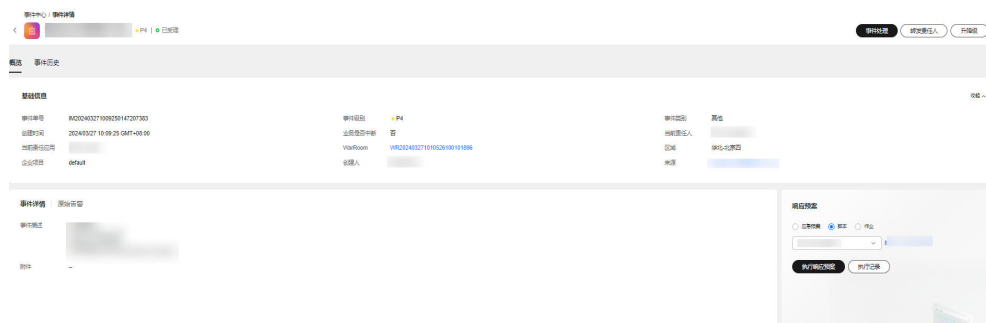 事件中心 / 事件详情
P4 | 已受理
事件处理 转发责任人 升降级
概览 事件历史
基础信息
收起
事件单号 IM20240327100925014720​7383 事件级别 P4 事件类别 其他
创建时间 2024/03/27 10:09:25 GMT+08:00 业务是否中断 否 当前责任人
当前责任应用 WarRoom WR20240327101052610010​1896 区域 华北-北京四
企业项目 default 创建人 来源
事件详情 原始告警
事件描述
附件 --
响应预案
应急预案 脚本 作业
执行响应预案 执行记录